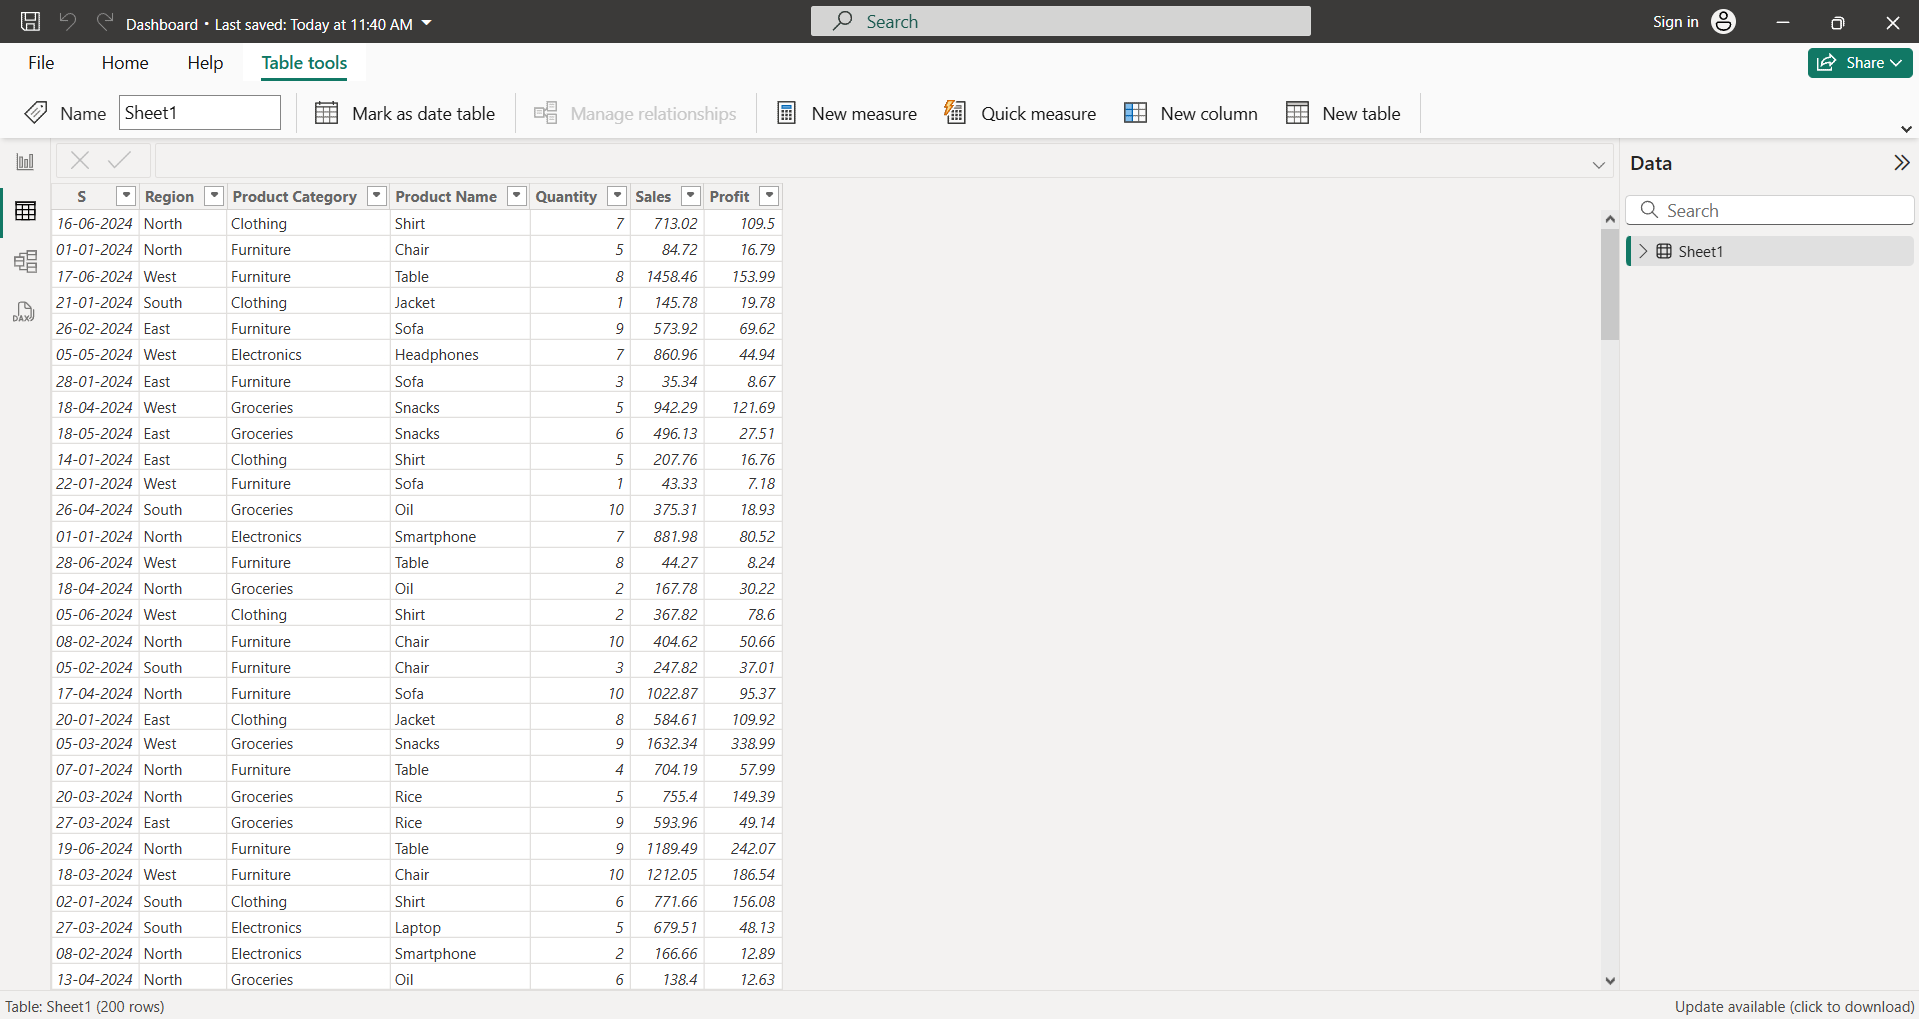 Dashboard • Last saved: Today at 11:40 AM
Search
Sign in
File Home Help Table tools
Share
Name Sheet1 Mark as date table Manage relationships New measure Quick measure New column New table
Data
S Region Product Category Product Name Quantity Sales Profit
Search
16-06-2024 North Clothing Shirt 7 713.02 109.5
01-01-2024 North Furniture Chair 5 84.72 16.79
Sheet1
17-06-2024 West Furniture Table 8 1458.46 153.99
21-01-2024 South Clothing Jacket 1 145.78 19.78
DAX
26-02-2024 East Furniture Sofa 9 573.92 69.62
05-05-2024 West Electronics Headphones 7 860.96 44.94
28-01-2024 East Furniture Sofa 3 35.34 8.67
18-04-2024 West Groceries Snacks 5 942.29 121.69
18-05-2024 East Groceries Snacks 6 496.13 27.51
14-01-2024 East Clothing Shirt 5 207.76 16.76
22-01-2024 West Furniture Sofa 1 43.33 7.18
26-04-2024 South Groceries Oil 10 375.31 18.93
01-01-2024 North Electronics Smartphone 7 881.98 80.52
28-06-2024 West Furniture Table 8 44.27 8.24
18-04-2024 North Groceries Oil 2 167.78 30.22
05-06-2024 West Clothing Shirt 2 367.82 78.6
08-02-2024 North Furniture Chair 10 404.62 50.66
05-02-2024 South Furniture Chair 3 247.82 37.01
17-04-2024 North Furniture Sofa 10 1022.87 95.37
20-01-2024 East Clothing Jacket 8 584.61 109.92
05-03-2024 West Groceries Snacks 9 1632.34 338.99
07-01-2024 North Furniture Table 4 704.19 57.99
20-03-2024 North Groceries Rice 5 755.4 149.39
27-03-2024 East Groceries Rice 9 593.96 49.14
19-06-2024 North Furniture Table 9 1189.49 242.07
18-03-2024 West Furniture Chair 10 1212.05 186.54
02-01-2024 South Clothing Shirt 6 771.66 156.08
27-03-2024 South Electronics Laptop 5 679.51 48.13
08-02-2024 North Electronics Smartphone 2 166.66 12.89
13-04-2024 North Groceries Oil 6 138.4 12.63
Table: Sheet1 (200 rows)
Update available (click to download)